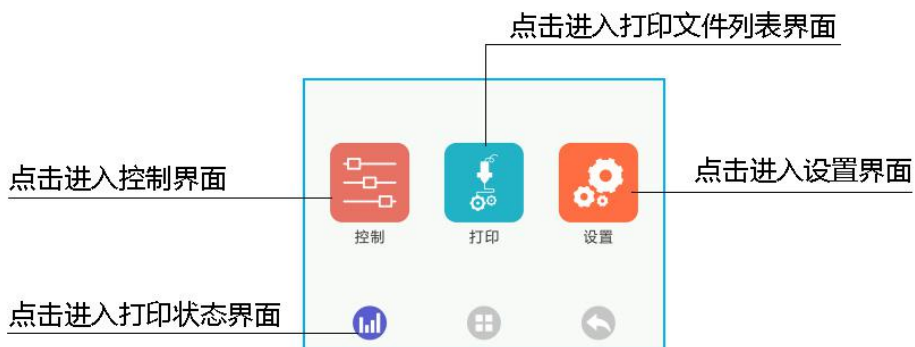 点击进入打印文件列表界面
点击进入控制界面
点击进入设置界面
控制
打印
设置
点击进入打印状态界面